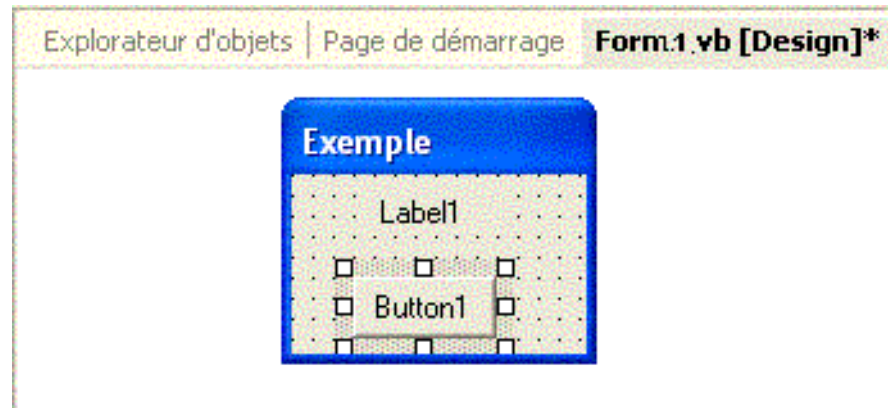 Explorateur d'objets | Page de démarrage Form1.vb [Design]*
Exemple
Label1
Button1